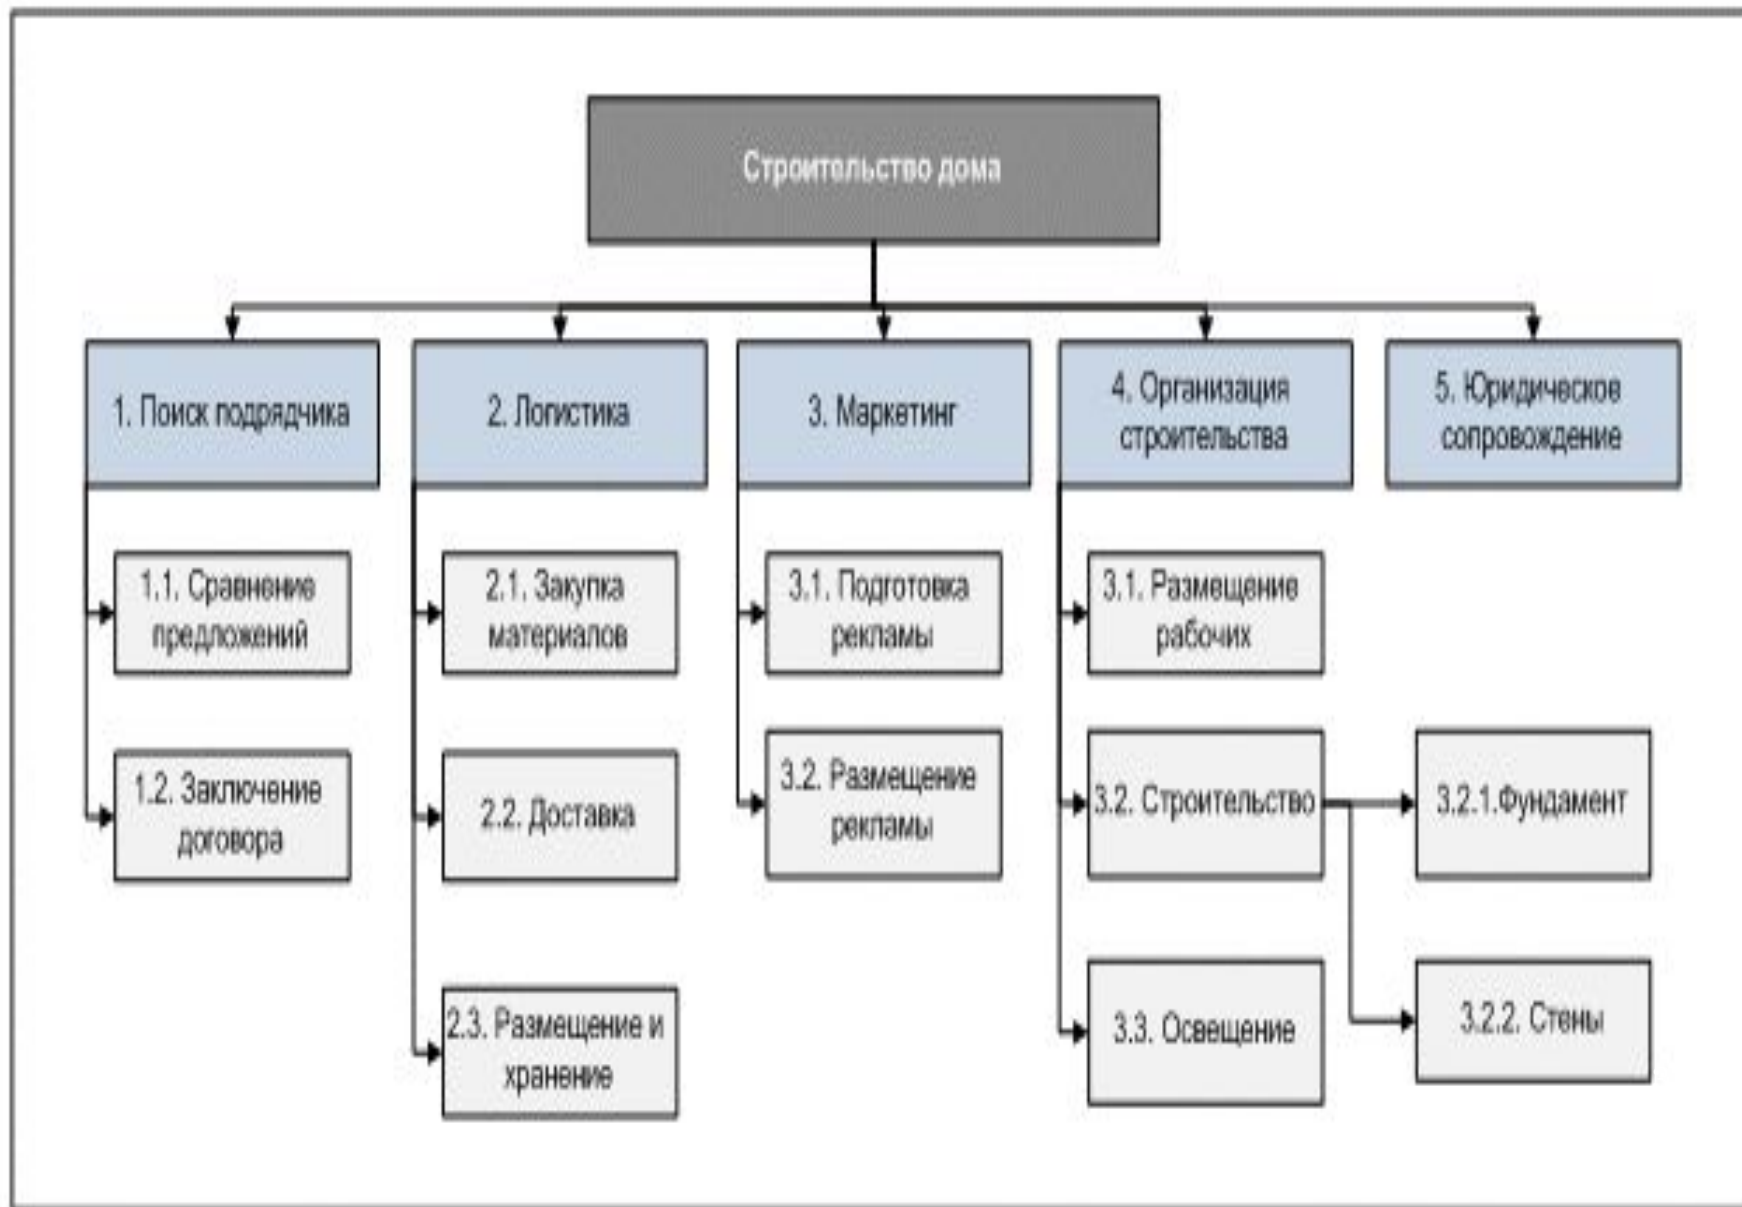 Строительство дома
1. Поиск подрядчика
2. Логистика
3. Маркетинг
4. Организация
строительства
5. Юридическое
сопровождение
1.1. Сравнение
предложений
2.1. Закупка
материалов
3.1. Подготовка
рекламы
3.1. Размещение
рабочих
1.2. Заключение
договора
2.2. Доставка
3.2. Размещение
рекламы
3.2. Строительство
3.2.1.Фундамент
2.3. Размещение и
хранение
3.3. Освещение
3.2.2. Стены